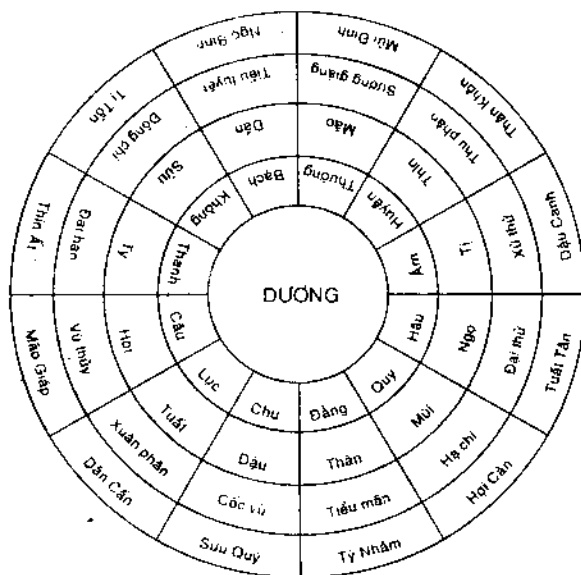 Ngọ Bính
Mùi Đinh
Thân Khôn
Dậu Canh
Tuất Tân
Hợi Càn
Tý Nhâm
Sửu Quý
Dần Cấn
Mão Giáp
Thìn Ất
Tị Tốn
Tiểu tuyết
Sương giáng
Thu phân
Xử thử
Đại thử
Hạ chí
Tiểu mãn
Cốc vũ
Xuân phân
Vũ thủy
Đại hàn
Đông chí
Dần
Mão
Thìn
Tị
Ngọ
Mùi
Thân
Dậu
Tuất
Hợi
Tý
Sửu
Bạch
Thường
Huyền
Âm
Hậu
Quý
Đằng
Chu
Lục
Câu
Thanh
Không
DƯƠNG